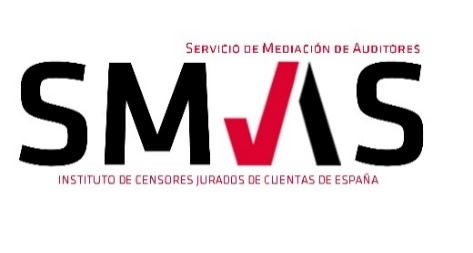 SERVICIO DE MEDIACIÓN DE AUDITORES
SMAS
INSTITUTO DE CENSORES JURADOS DE CUENTAS DE ESPAÑA